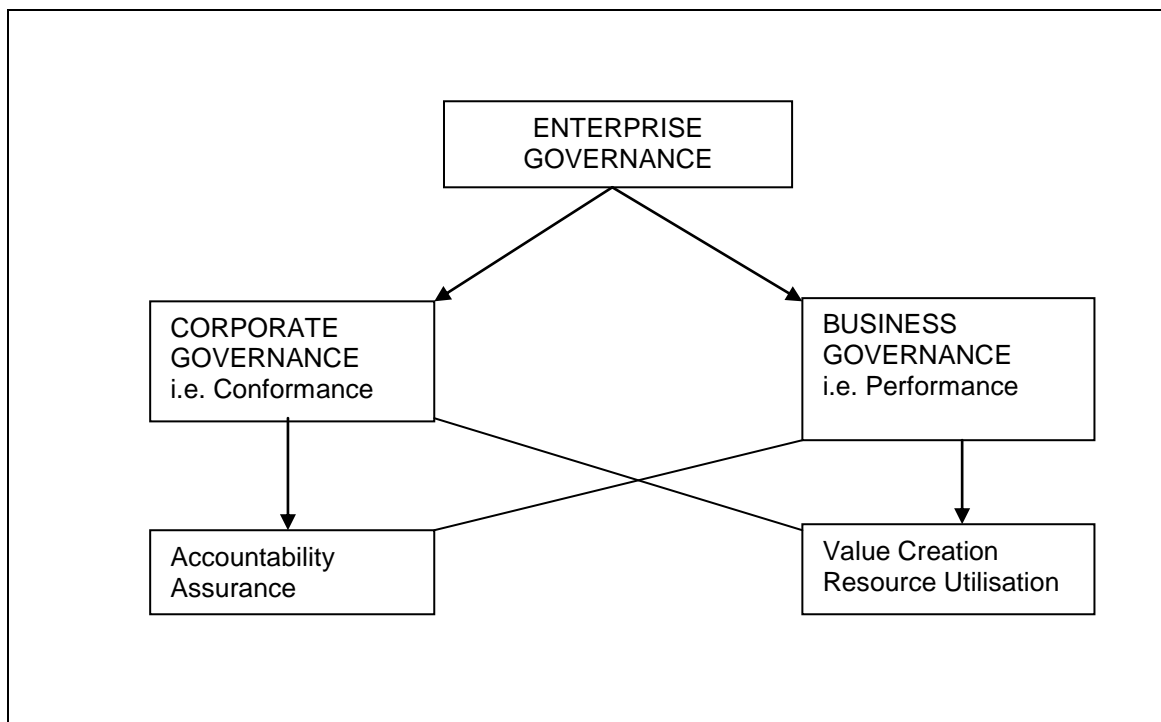 ENTERPRISE
GOVERNANCE
CORPORATE
GOVERNANCE
i.e. Conformance
BUSINESS
GOVERNANCE
i.e. Performance
Accountability
Assurance
Value Creation
Resource Utilisation